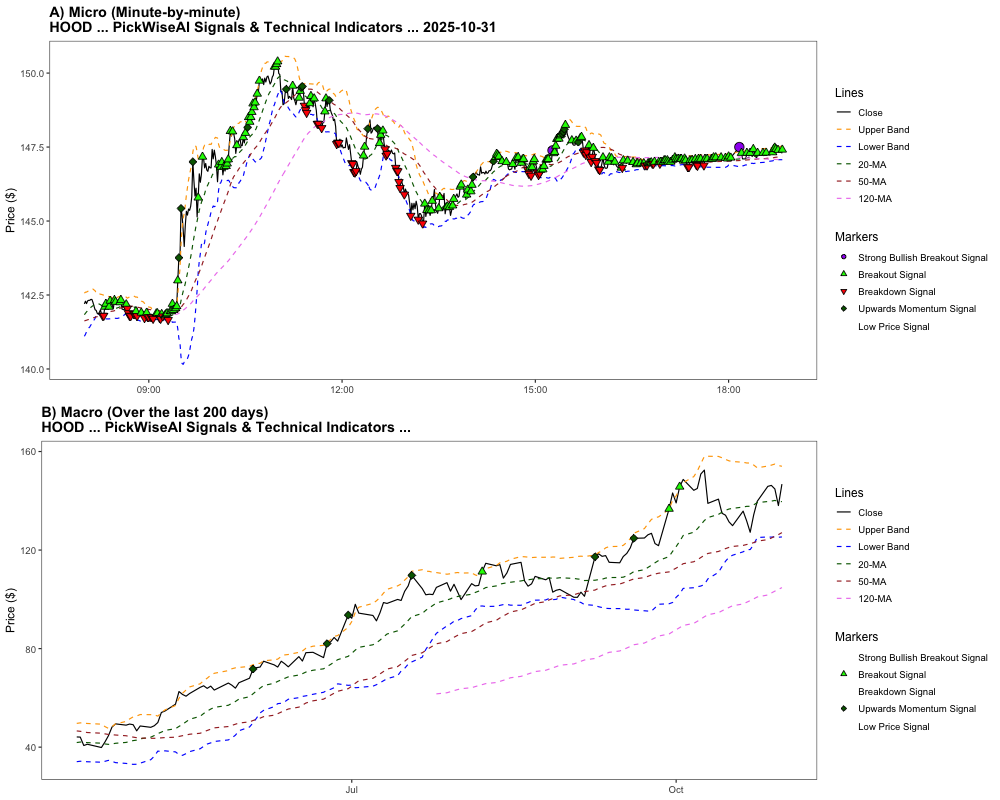 A) Micro (Minute-by-minute)
HOOD ... PickWiseAI Signals & Technical Indicators ... 2025-10-31
Price ($)
150.0
147.5
145.0
142.5
140.0
09:00
12:00
15:00
18:00
Lines
Close
Upper Band
Lower Band
20-MA
50-MA
120-MA
Markers
Strong Bullish Breakout Signal
Breakout Signal
Breakdown Signal
Upwards Momentum Signal
Low Price Signal
B) Macro (Over the last 200 days)
HOOD ... PickWiseAI Signals & Technical Indicators ...
Price ($)
160
120
80
40
Jul
Oct
Lines
Close
Upper Band
Lower Band
20-MA
50-MA
120-MA
Markers
Strong Bullish Breakout Signal
Breakout Signal
Breakdown Signal
Upwards Momentum Signal
Low Price Signal